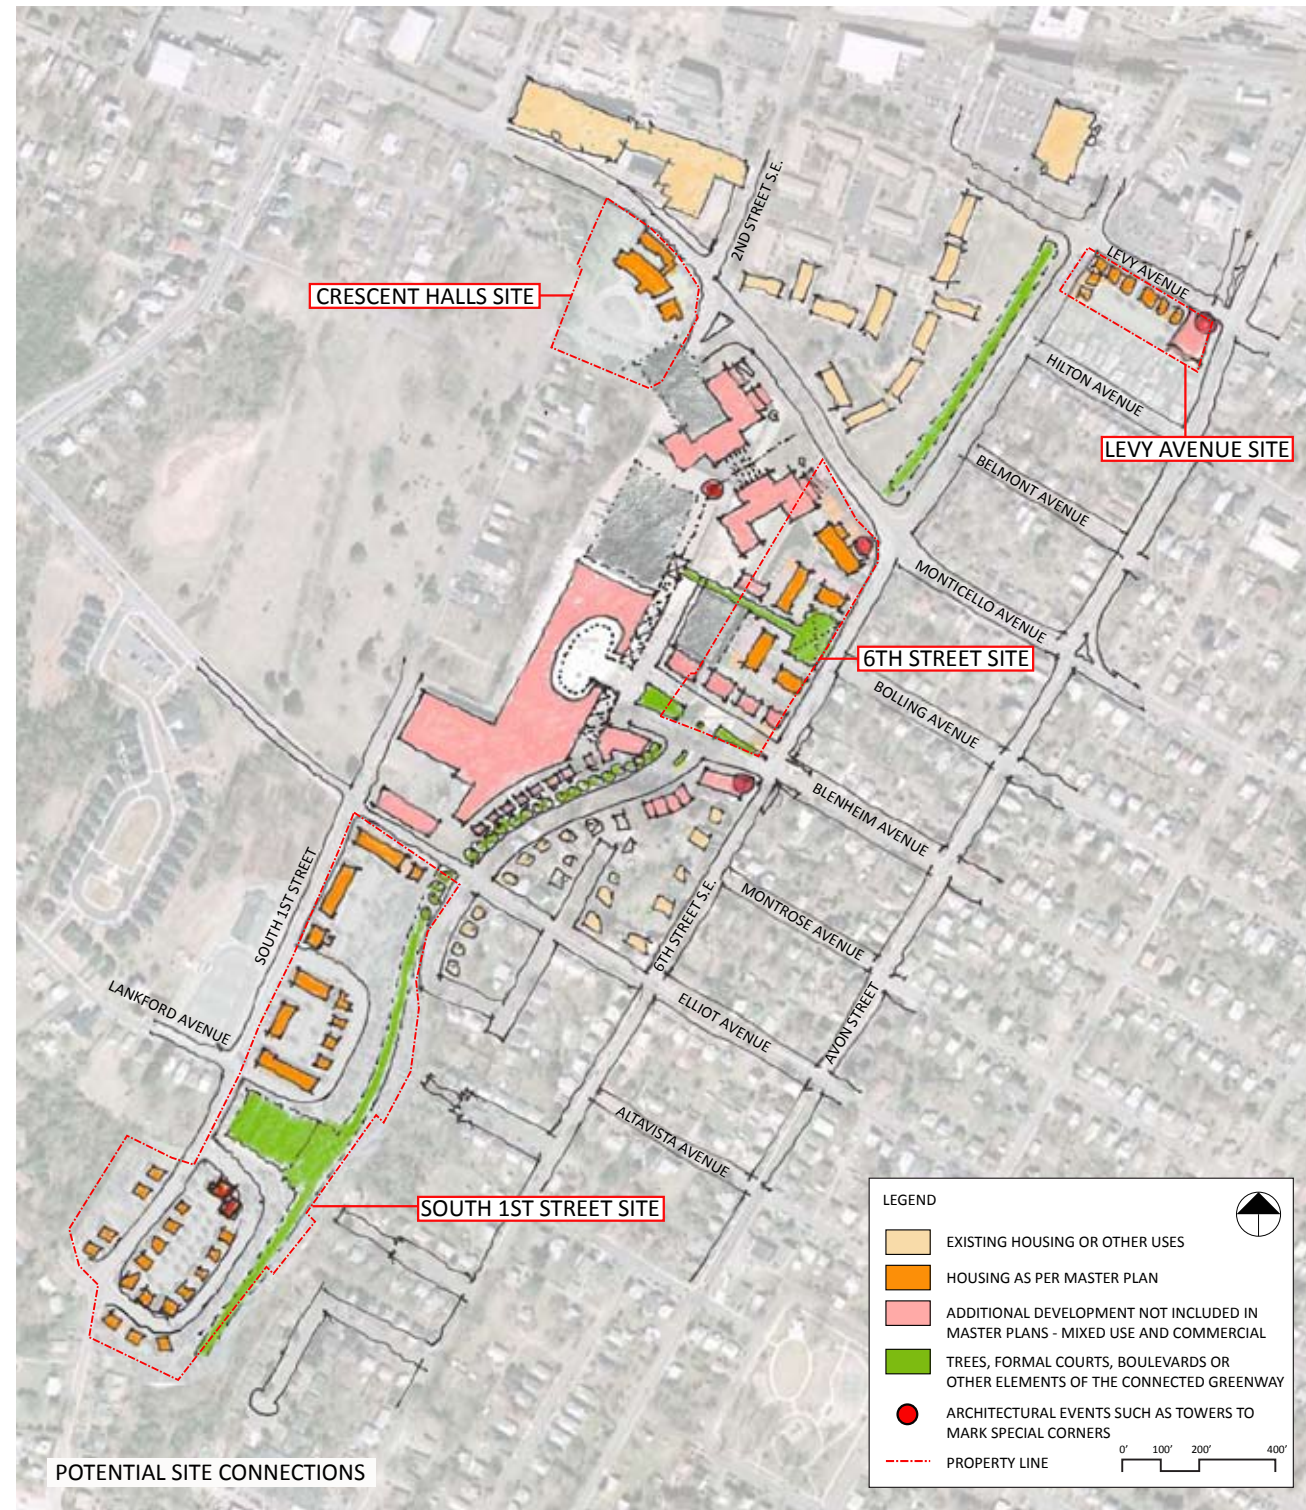 2ND STREET S.E.
CRESCENT HALLS SITE
LEVY AVENUE
HILTON AVENUE
LEVY AVENUE SITE
BELMONT AVENUE
MONTICELLO AVENUE
6TH STREET SITE
BOLLING AVENUE
BLENHEIM AVENUE
SOUTH 1ST STREET
MONTROSE AVENUE
6TH STREET S.E.
LANKFORD AVENUE
ELLIOT AVENUE
AVON STREET
ALTAVISTA AVENUE
SOUTH 1ST STREET SITE
LEGEND
EXISTING HOUSING OR OTHER USES
HOUSING AS PER MASTER PLAN
ADDITIONAL DEVELOPMENT NOT INCLUDED IN
MASTER PLANS - MIXED USE AND COMMERCIAL
TREES, FORMAL COURTS, BOULEVARDS OR
OTHER ELEMENTS OF THE CONNECTED GREENWAY
ARCHITECTURAL EVENTS SUCH AS TOWERS TO
MARK SPECIAL CORNERS
PROPERTY LINE
0' 100' 200' 400'
POTENTIAL SITE CONNECTIONS